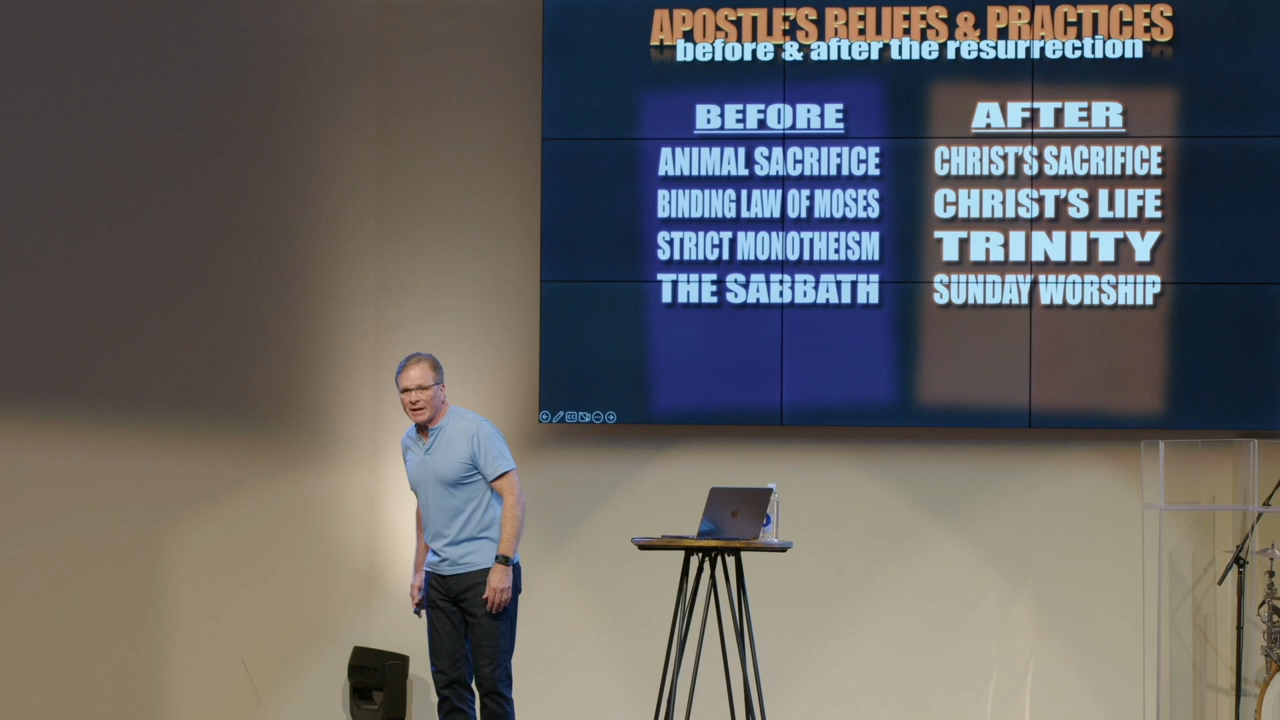 APOSTLE'S BELIEFS & PRACTICES
before & after the resurrection
BEFORE
ANIMAL SACRIFICE
BINDING LAW OF MOSES
STRICT MONOTHEISM
THE SABBATH
AFTER
CHRIST'S SACRIFICE
CHRIST'S LIFE
TRINITY
SUNDAY WORSHIP